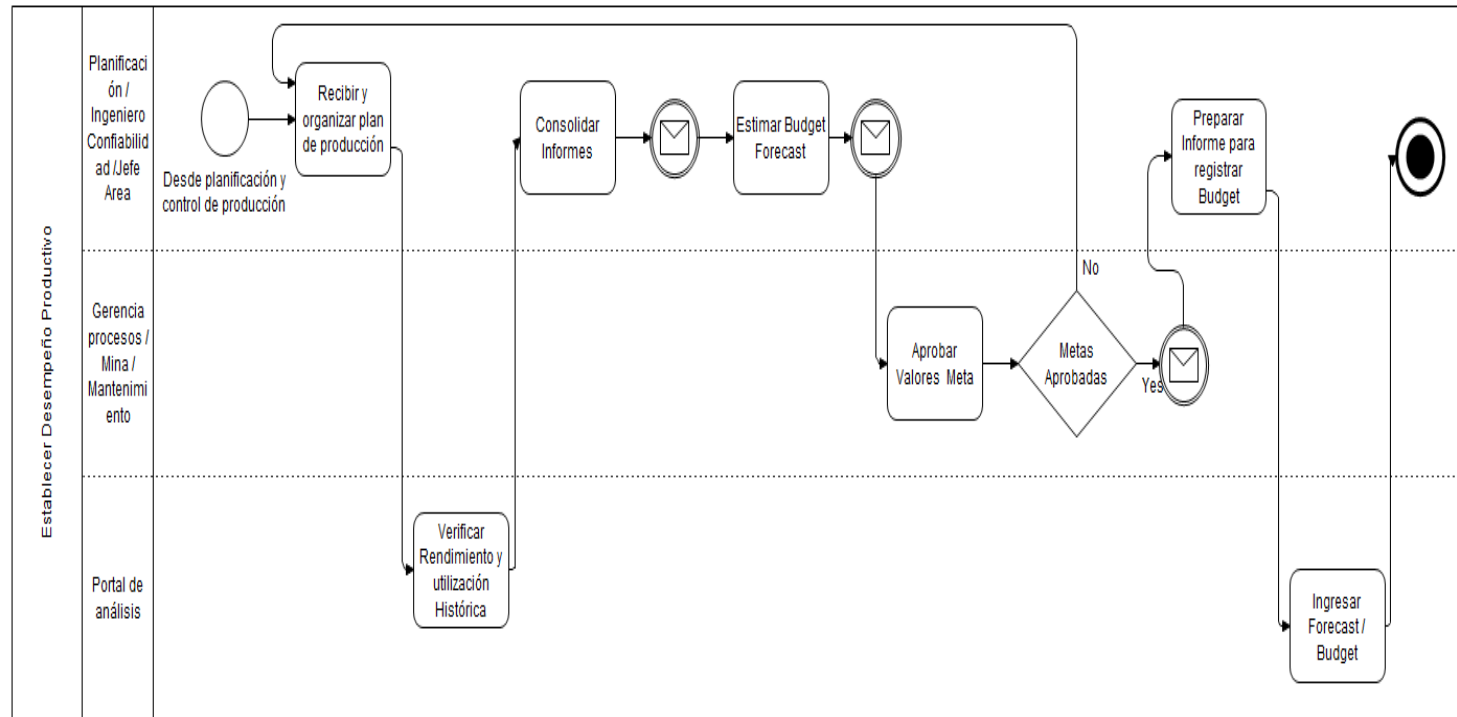 Establecer Desempeño Productivo
Planificaci
ón /
Ingeniero
Confiabilid
ad /Jefe
Area
Desde planificación y
control de producción
Recibir y
organizar plan
de producción
Consolidar
Informes
Estimar Budget
Forecast
Preparar
Informe para
registrar
Budget
Gerencia
procesos /
Mina /
Mantenimi
ento
Aprobar
Valores Meta
Metas
Aprobadas
No
Yes
Portal de
análisis
Verificar
Rendimiento y
utilización
Histórica
Ingresar
Forecast /
Budget